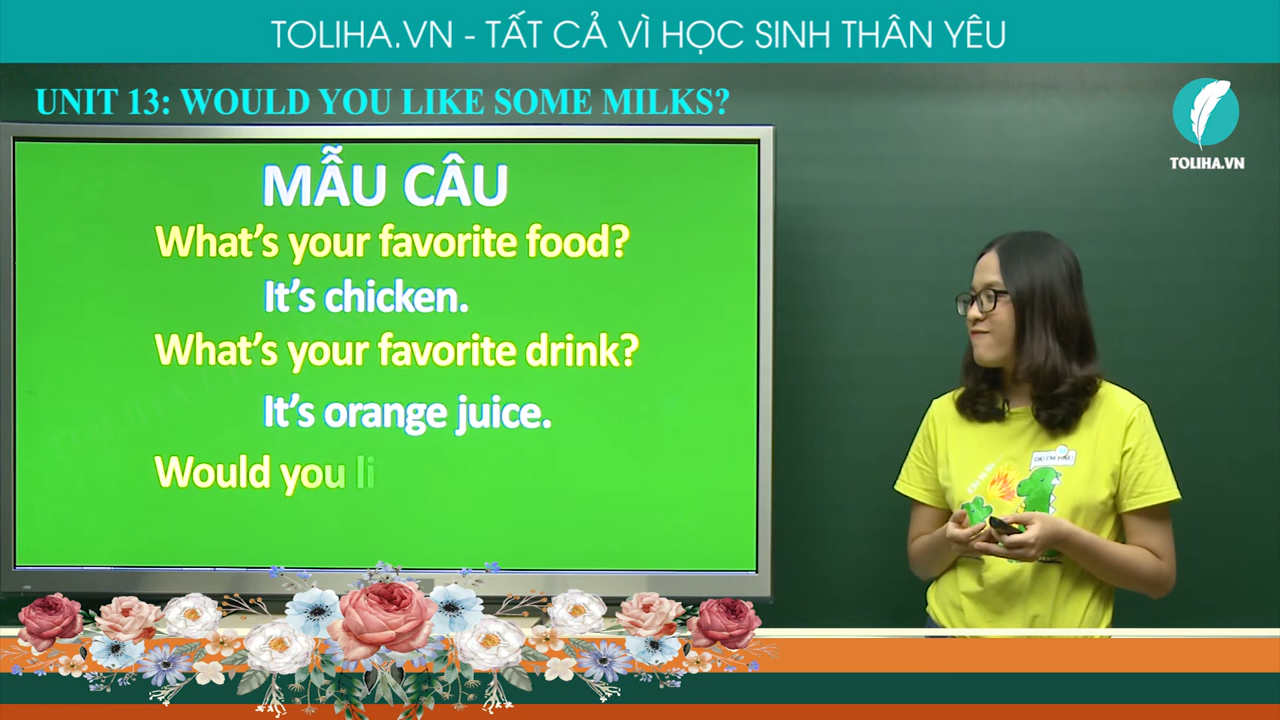 TOLIHA.VN - TẤT CẢ VÌ HỌC SINH THÂN YÊU
UNIT 13: WOULD YOU LIKE SOME MILKS?
TOLIHA.VN
MẪU CÂU
What's your favorite food?
It's chicken.
What's your favorite drink?
It's orange juice.
Would you li